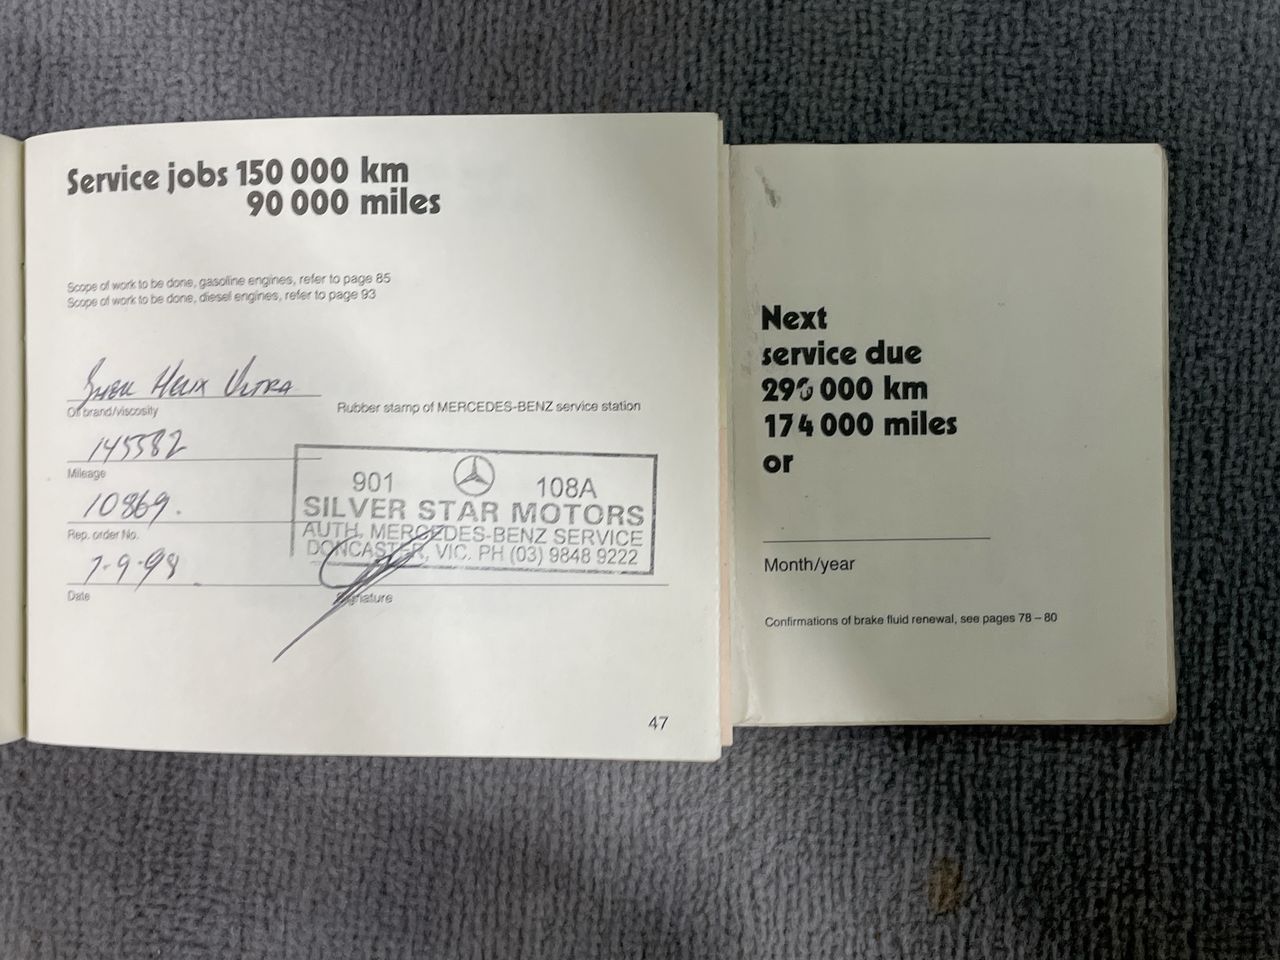 Service jobs 150 000 km
90 000 miles
Scope of work to be done, gasoline engines, refer to page 85
Scope of work to be done, diesel engines, refer to page 93
Shell Helix Ultra
Oil brand/viscosity
Rubber stamp of MERCEDES-BENZ service station
145582
Mileage
10869.
Rep. order No.
7-9-98
Date
901 108A
SILVER STAR MOTORS
AUTH. MERCEDES-BENZ SERVICE
DONCASTER, VIC. PH (03) 9848 9222
Signature
47
Next
service due
290 000 km
174 000 miles
or
Month/year
Confirmations of brake fluid renewal, see pages 78 – 80